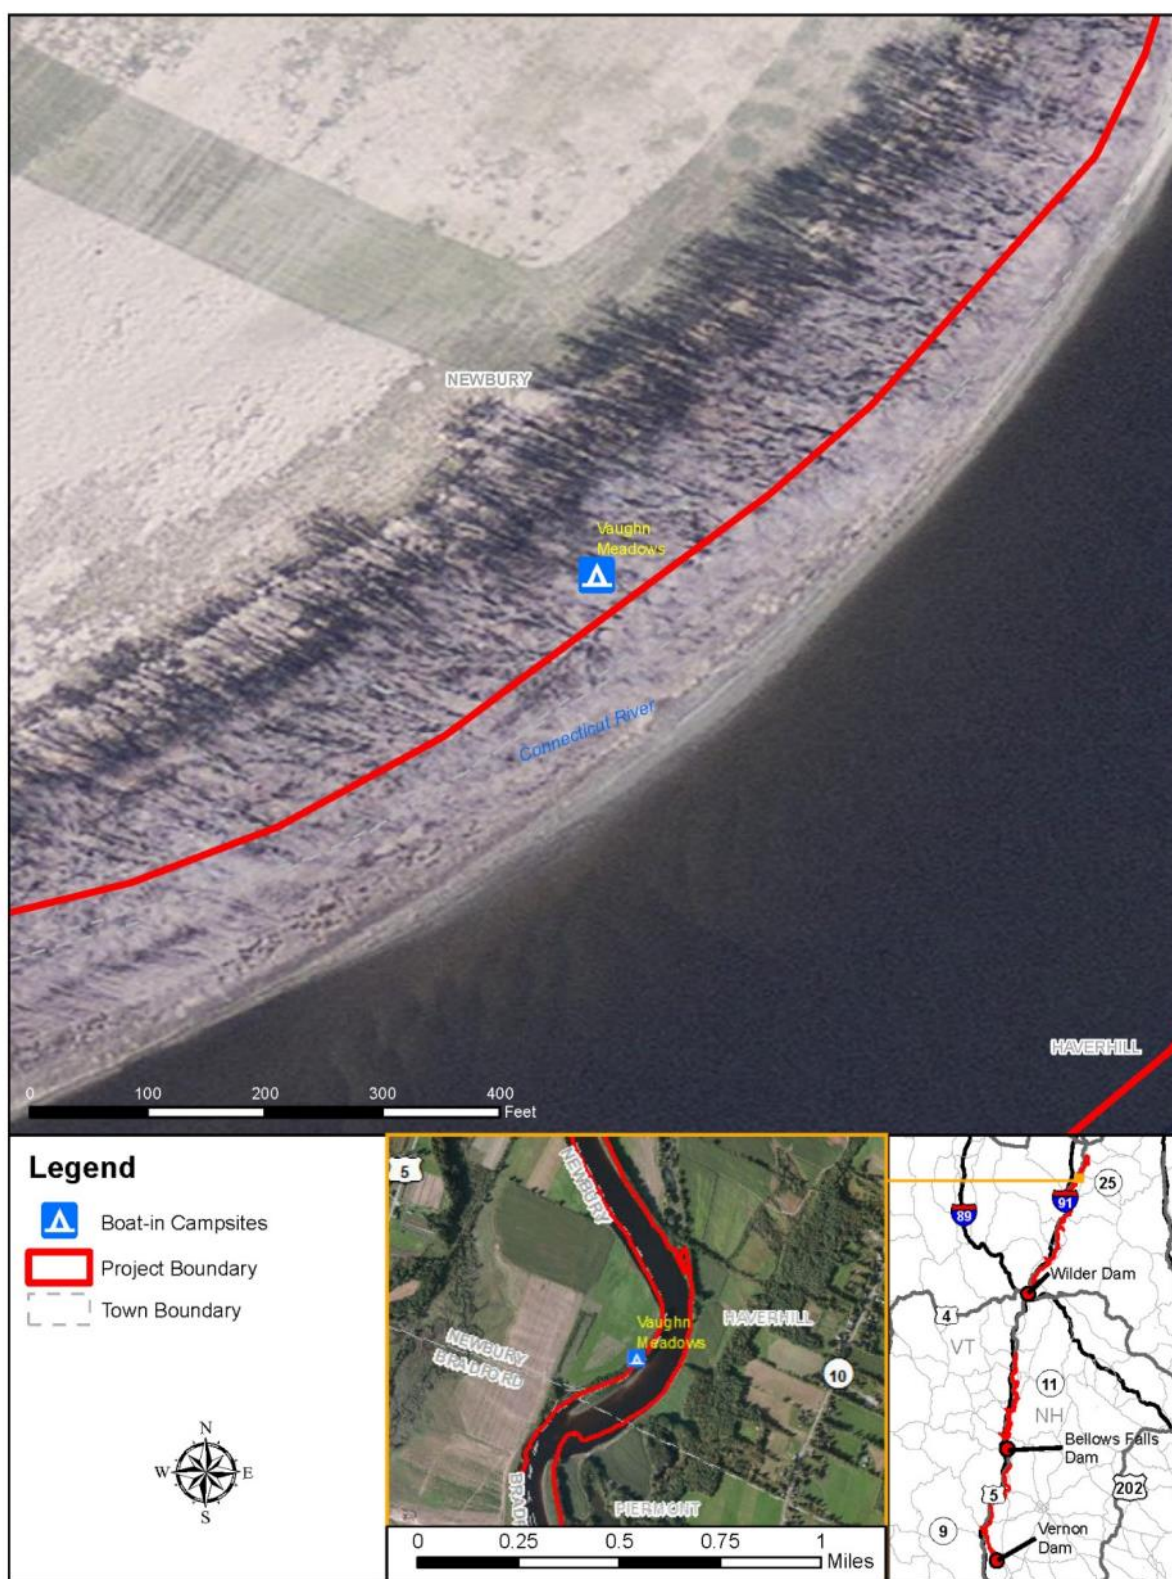 NEWBURY
Vaughn
Meadows
Connecticut River
HAVERHILL
0 100 200 300 400
Feet
Legend
Boat-in Campsites
Project Boundary
Town Boundary
N
W E
S
5
NEWBURY
Vaughn
Meadows
HAVERHILL
NEWBURY
BRADFORD
10
BRAD
PIERMONT
0 0.25 0.5 0.75 1
Miles
25
91
89
Wilder Dam
4
VT
11
NH
Bellows Falls
Dam
5
202
9
Vernon
Dam